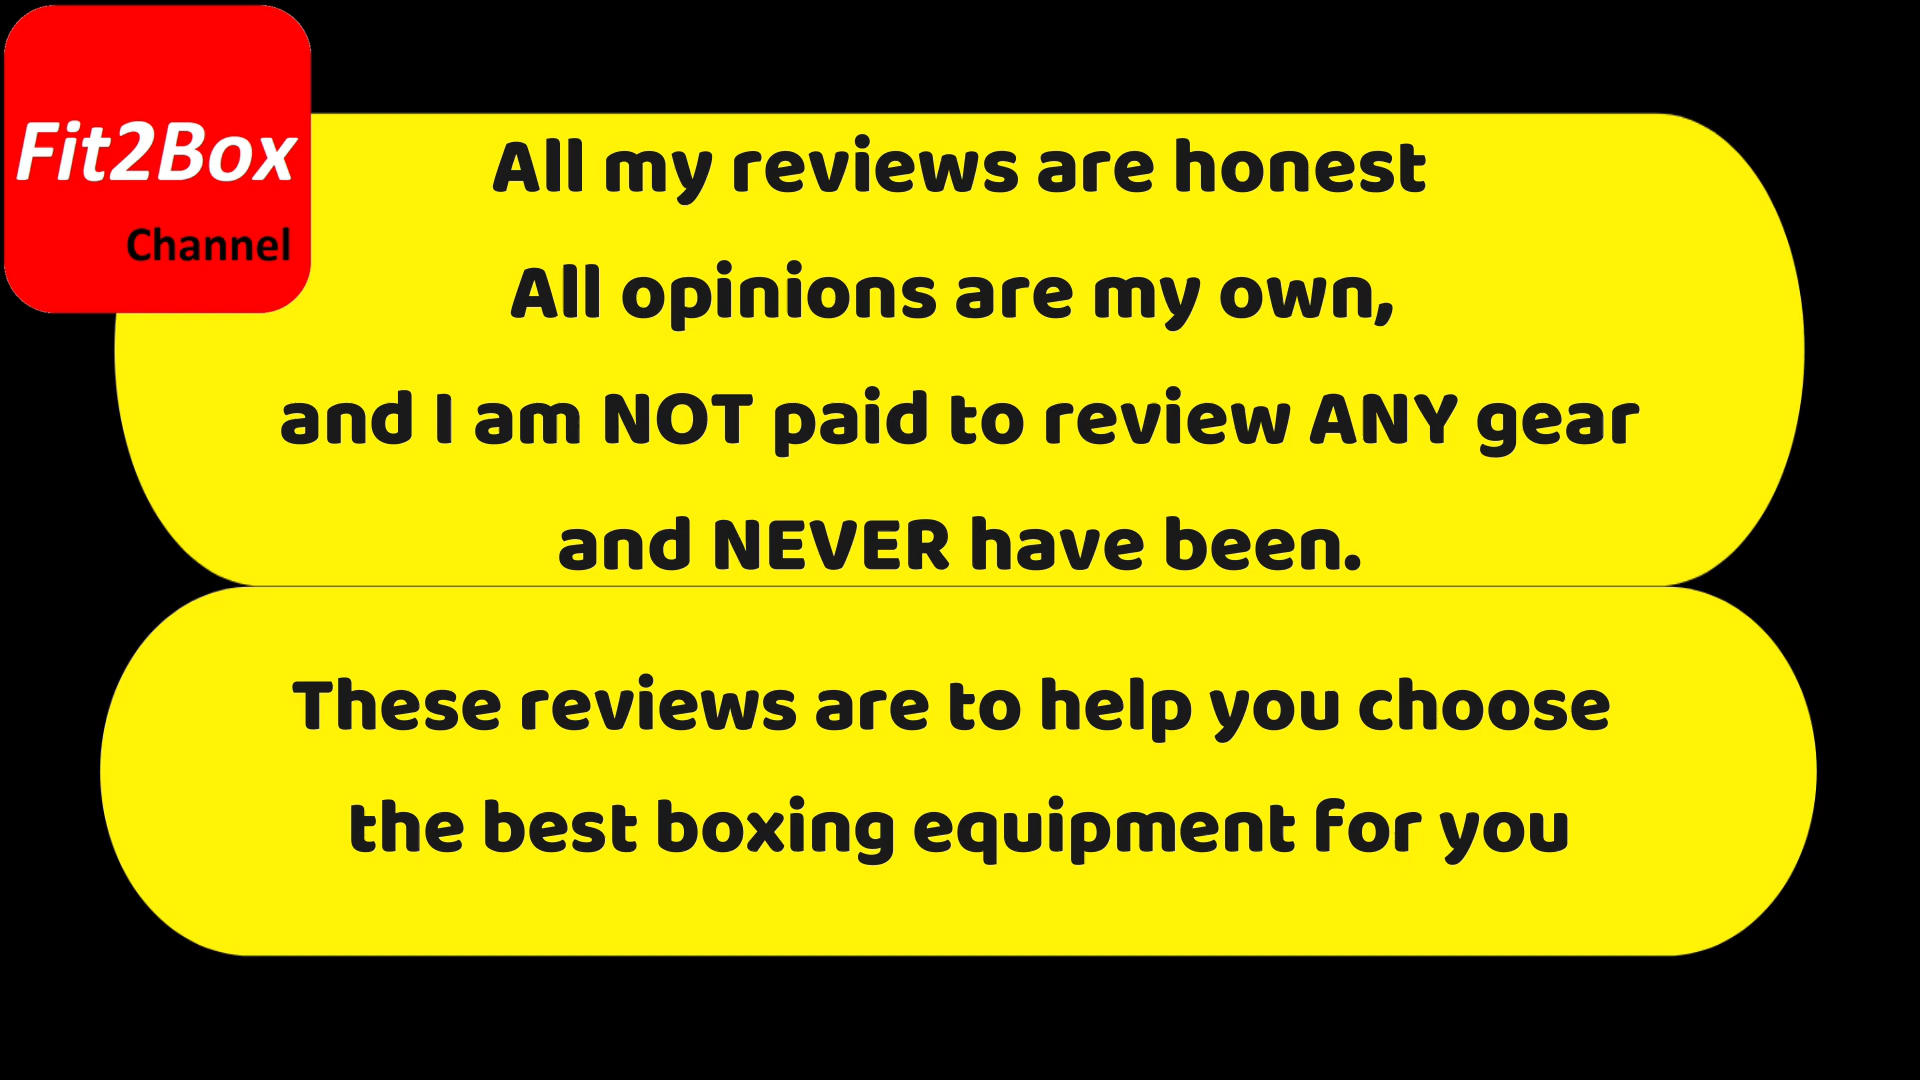 Fit2Box
Channel
All my reviews are honest
All opinions are my own,
and I am NOT paid to review ANY gear
and NEVER have been.
These reviews are to help you choose
the best boxing equipment for you